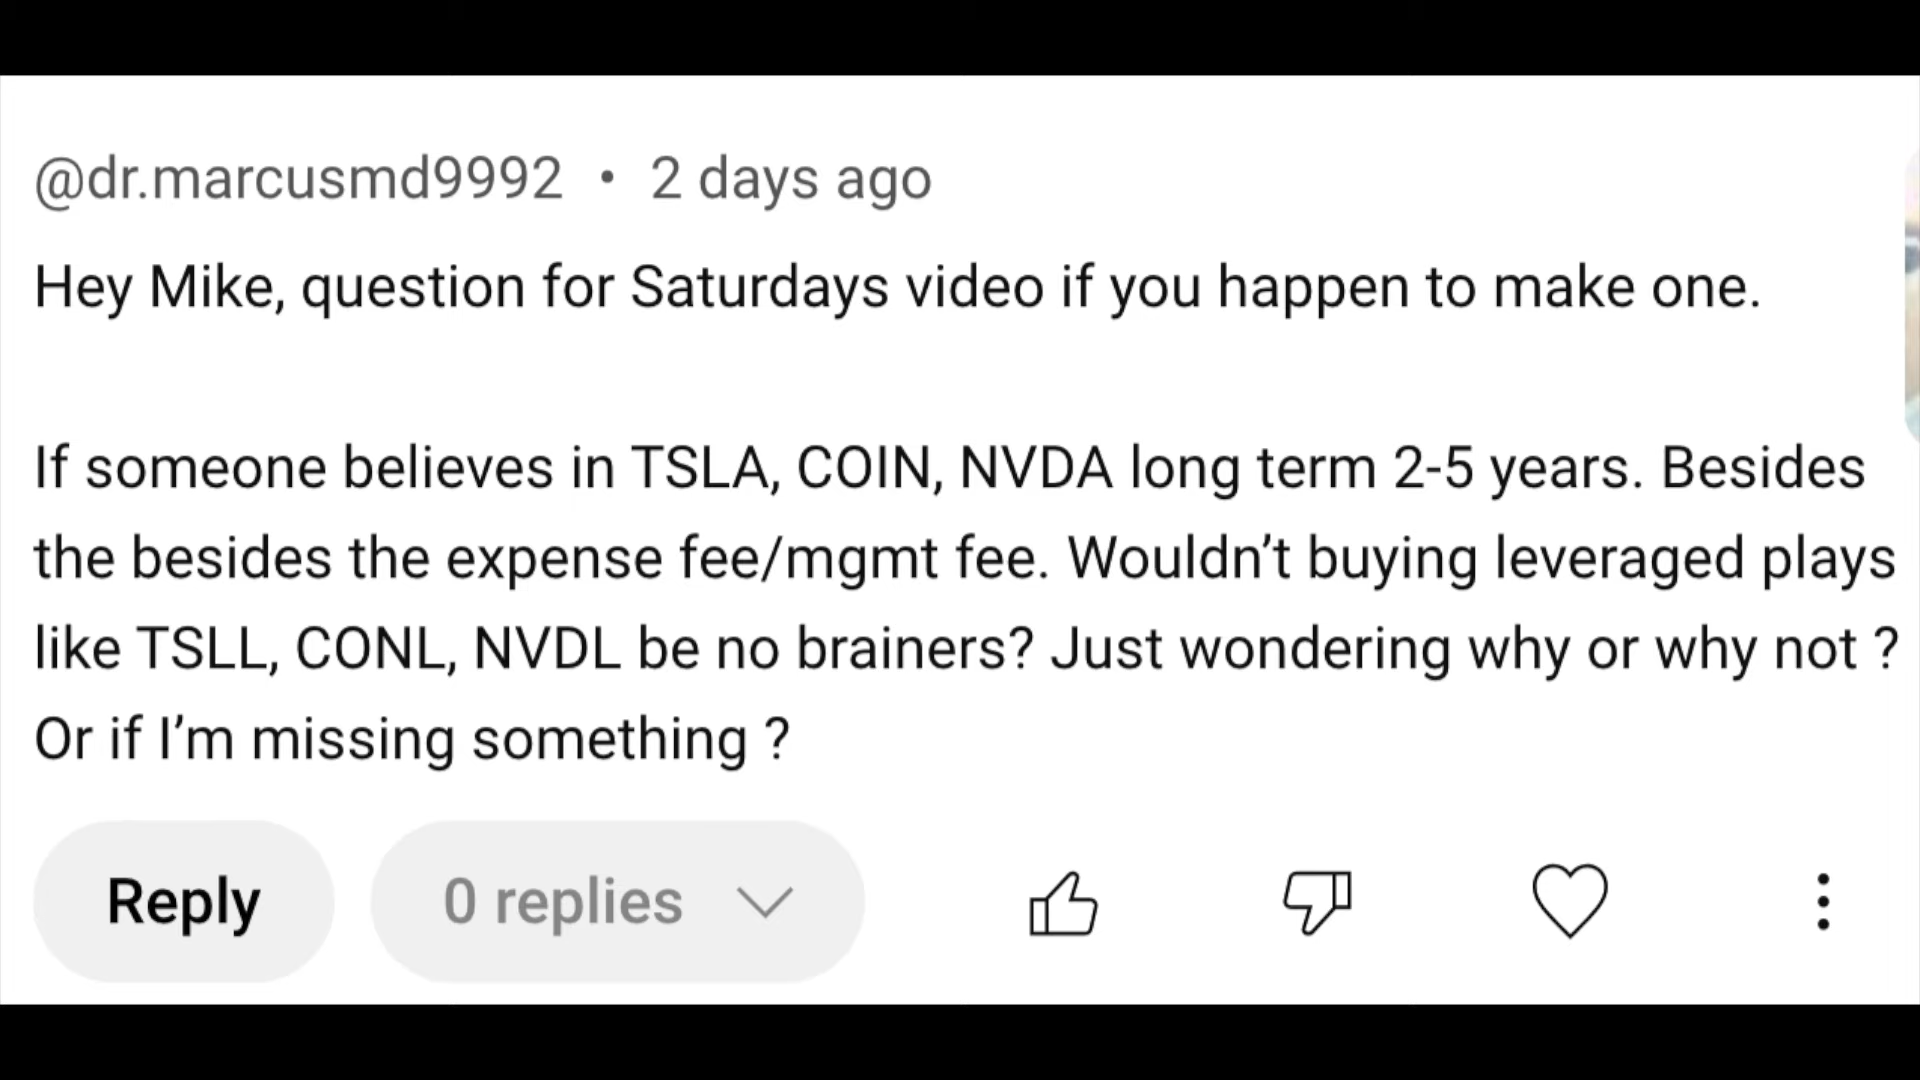 @dr.marcusmd9992 • 2 days ago
Hey Mike, question for Saturdays video if you happen to make one.
If someone believes in TSLA, COIN, NVDA long term 2-5 years. Besides
the besides the expense fee/mgmt fee. Wouldn’t buying leveraged plays
like TSLL, CONL, NVDL be no brainers? Just wondering why or why not ?
Or if I’m missing something ?
Reply
0 replies